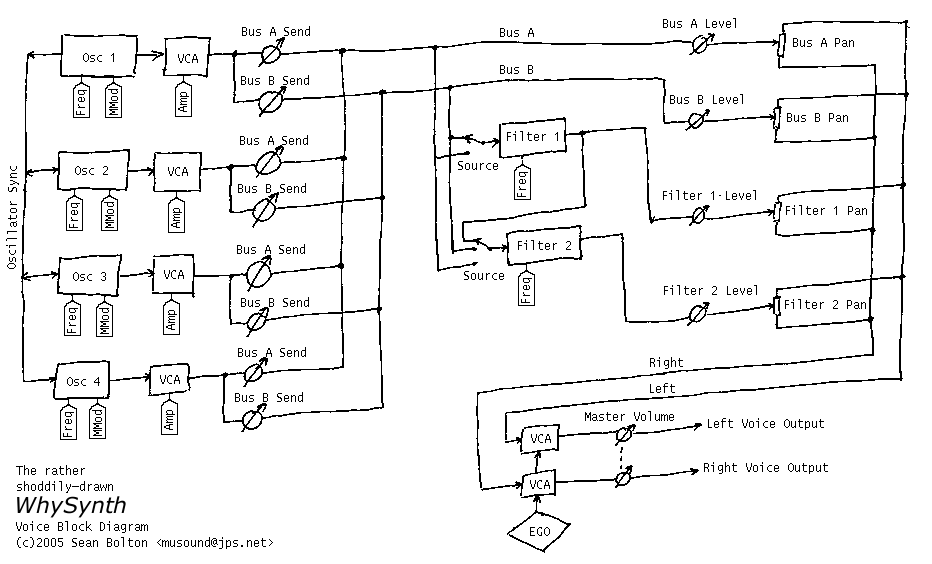 Bus A Send
Osc 1
VCA
Freq
MMod
Amp
Bus B Send
Bus A
Bus B
Bus A Level
Bus A Pan
Bus B Level
Bus B Pan
Oscillator Sync
Bus A Send
Osc 2
VCA
Freq
MMod
Amp
Bus B Send
Source
Filter 1
Freq
Filter 1 Level
Filter 1 Pan
Bus A Send
Osc 3
VCA
Freq
MMod
Amp
Bus B Send
Source
Filter 2
Freq
Filter 2 Level
Filter 2 Pan
Bus A Send
Osc 4
VCA
Freq
MMod
Amp
Bus B Send
Right
Left
Master Volume
VCA
Left Voice Output
VCA
Right Voice Output
EGO
The rather
shoddily-drawn
WhySynth
Voice Block Diagram
(c)2005 Sean Bolton <musound@jps.net>